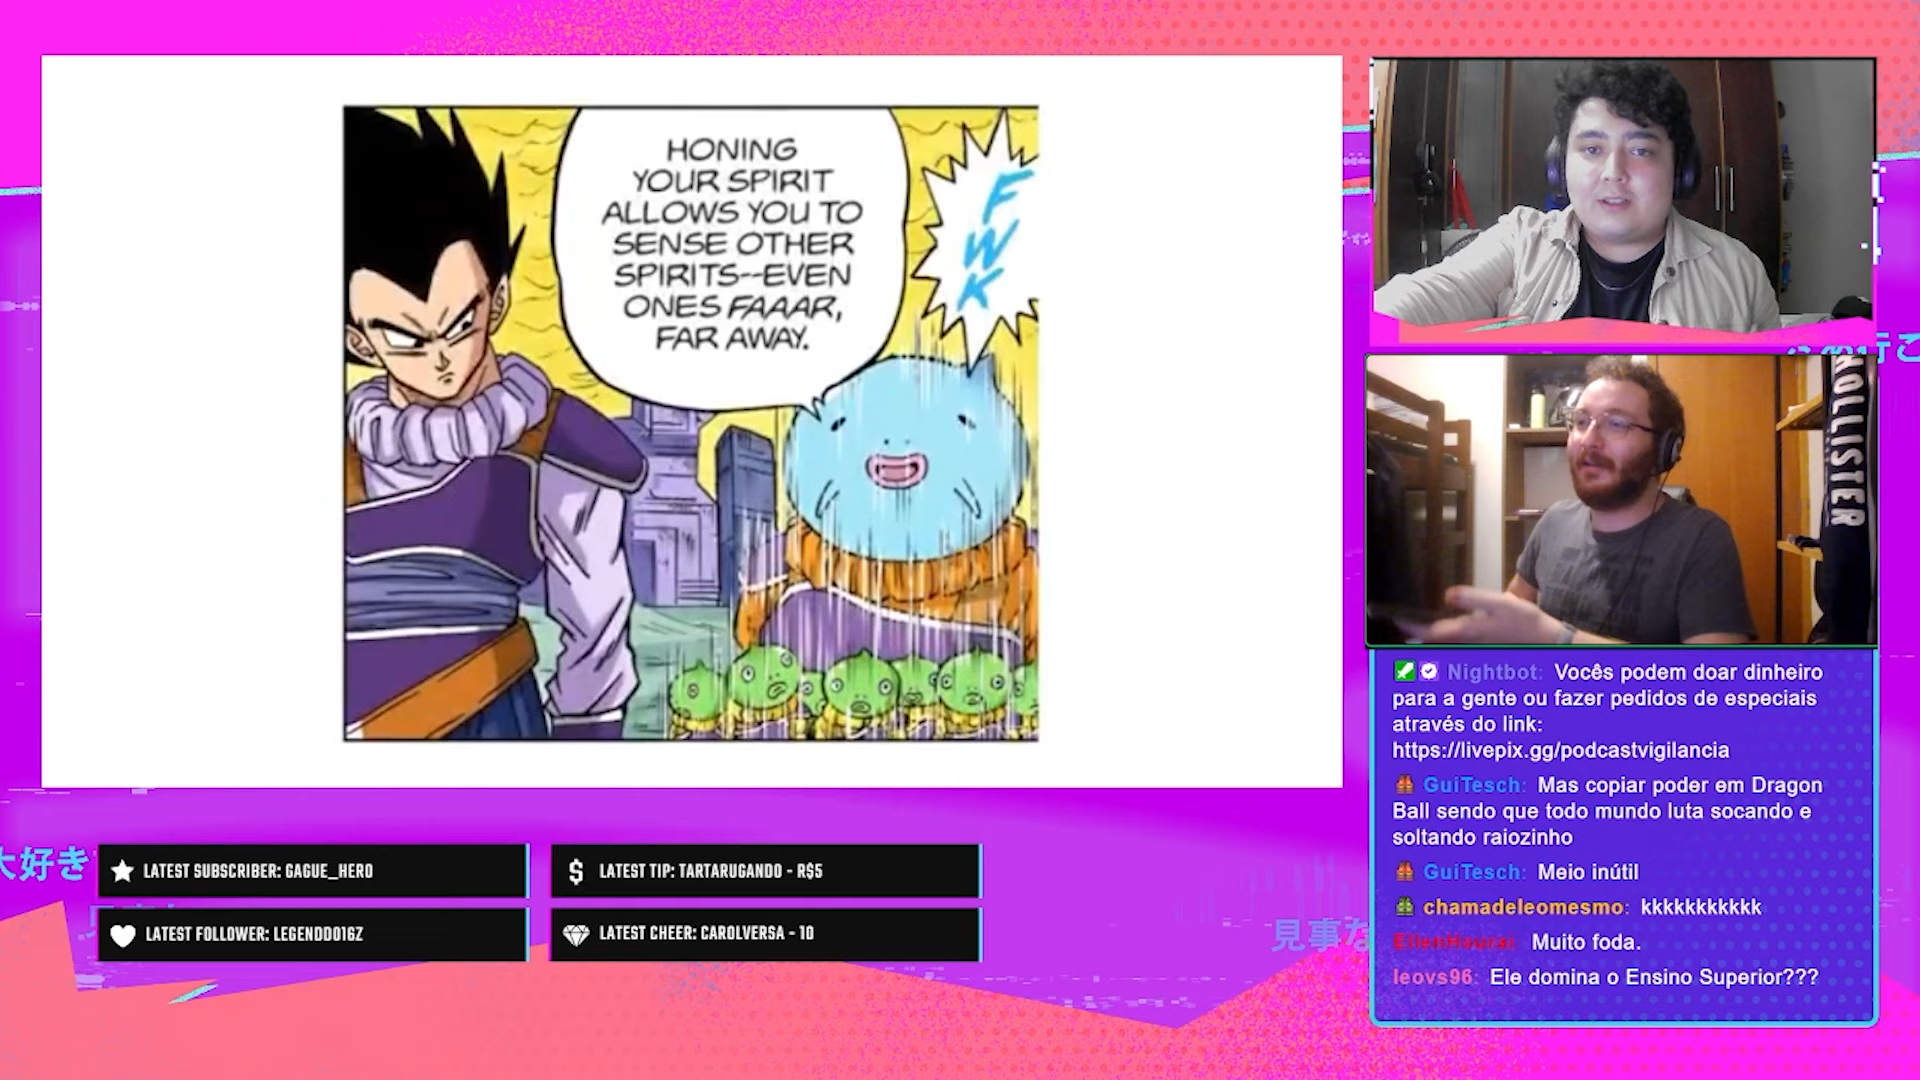 HONING
YOUR SPIRIT
ALLOWS YOU TO
SENSE OTHER
SPIRITS--EVEN
ONES FAAAR,
FAR AWAY.
FWK
HOLLISTER
Nightbot: Vocês podem doar dinheiro
para a gente ou fazer pedidos de especiais
através do link:
https://livepix.gg/podcastvigilancia
GuiTesch: Mas copiar poder em Dragon
Ball sendo que todo mundo luta socando e
soltando raiozinho
GuiTesch: Meio inútil
chamadeleomesmo: kkkkkkkkkkk
EllenHourai: Muito foda.
leovs96: Ele domina o Ensino Superior???
LATEST SUBSCRIBER: GAGUE_HERO
LATEST TIP: TARTARUGANDO - R$5
LATEST FOLLOWER: LEGENDD016Z
LATEST CHEER: CAROLVERSA - 10
大好き
見事な